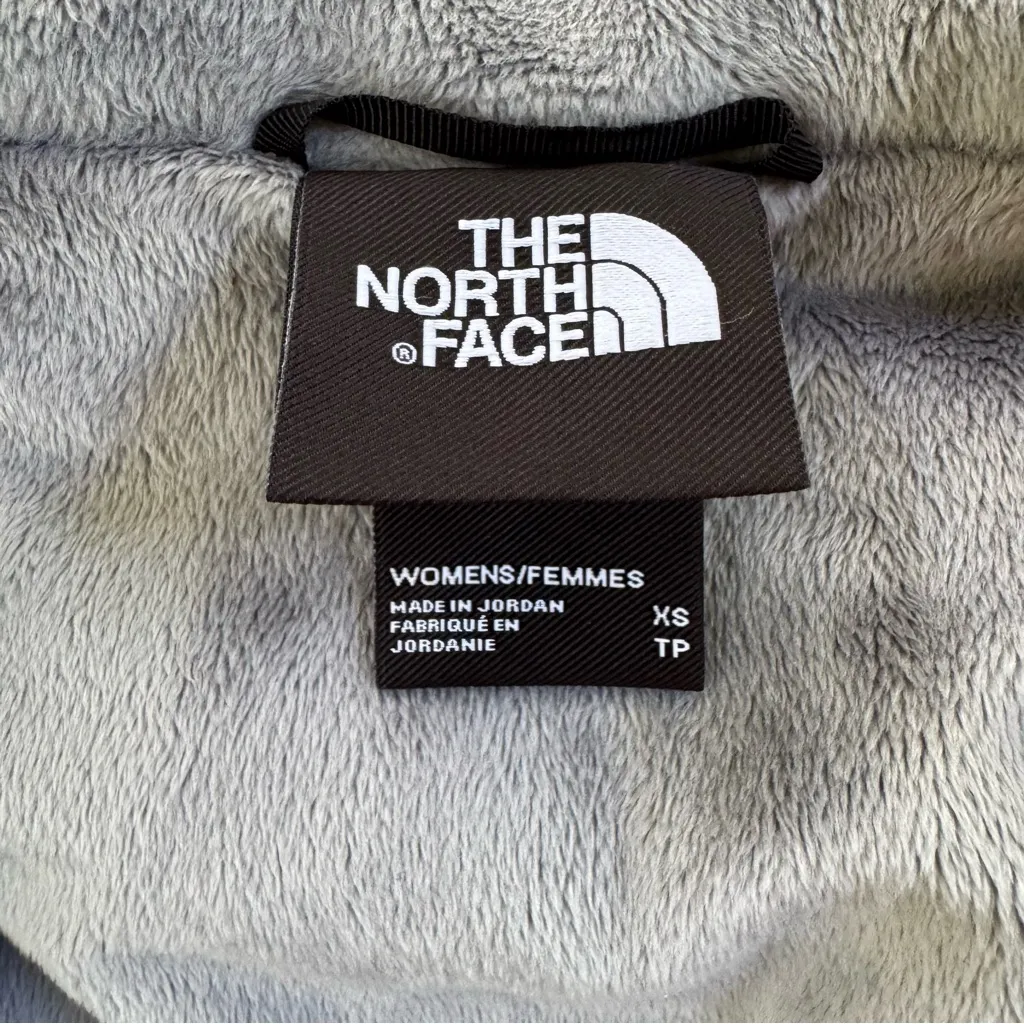 THE
NORTH
FACE
®
WOMENS/FEMMES
MADE IN JORDAN
FABRIQUÉ EN
JORDANIE
XS
TP